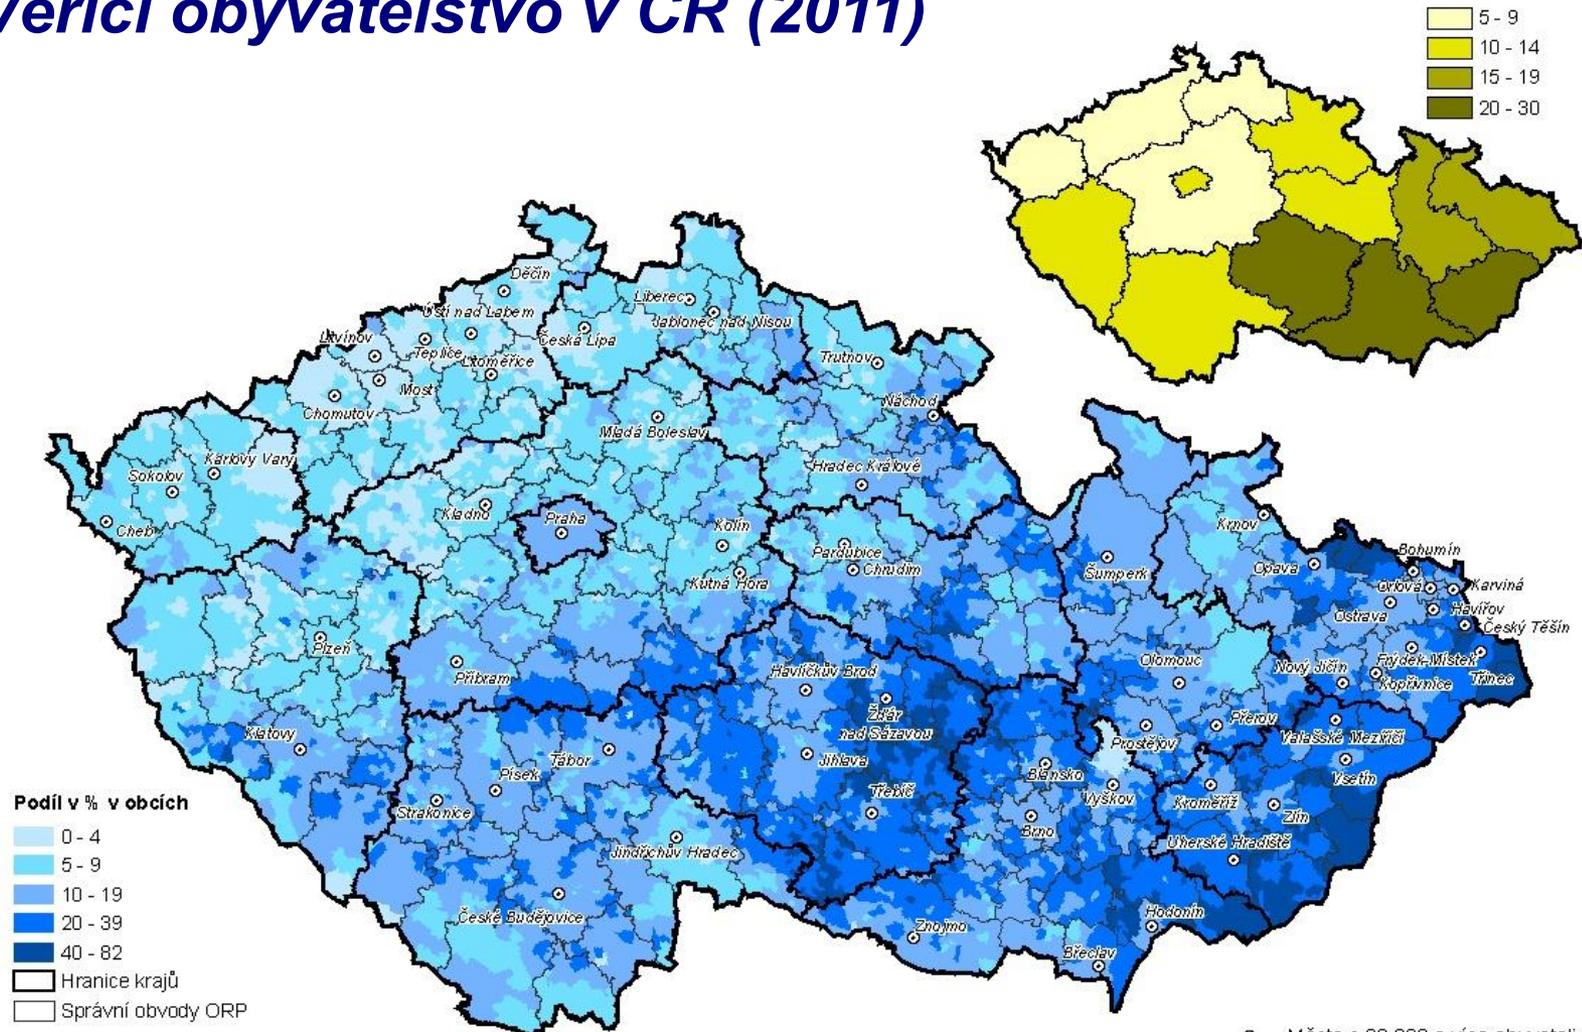 věřící obyvatelstvo v ČR (2011)
5 - 9
10 - 14
15 - 19
20 - 30
Děčín
Ústí nad Labem
Liberec
Jablonec nad Nisou
Litvínov
Teplice
Litoměřice
Česká Lípa
Trutnov
Most
Chomutov
Náchod
Mladá Boleslav
Karlovy Vary
Sokolov
Hradec Králové
Cheb
Kladno
Praha
Kolín
Krnov
Pardubice
Chrudim
Kutná Hora
Šumperk
Opava
Bohumín
Orlová
Karviná
Havířov
Ostrava
Český Těšín
Plzeň
Příbram
Havlíčkův Brod
Olomouc
Nový Jičín
Frýdek-Místek
Kopřivnice
Třinec
Žďár
nad Sázavou
Klatovy
Tábor
Jihlava
Prostějov
Přerov
Valašské Meziříčí
Vsetín
Písek
Blansko
Strakonice
Třebíč
Vyškov
Kroměříž
Zlín
Brno
Jindřichův Hradec
Uherské Hradiště
České Budějovice
Znojmo
Hodonín
Břeclav
Podíl v % v obcích
0 - 4
5 - 9
10 - 19
20 - 39
40 - 82
Hranice krajů
Správní obvody ORP